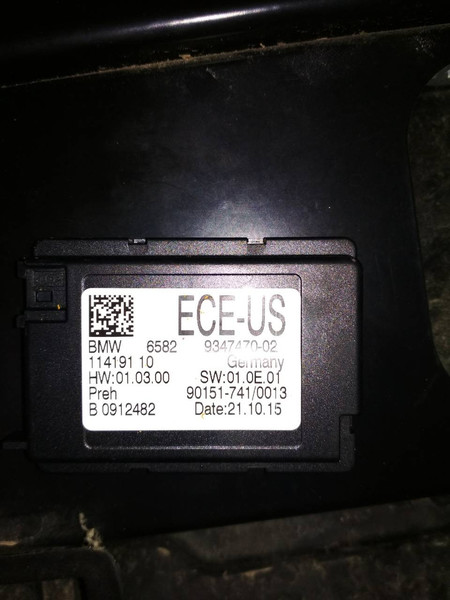 ECE-US
BMW 6582 9347470-02
114191 10 Germany
HW:01.03.00 SW:01.0E.01
Preh 90151-741/0013
B 0912482 Date:21.10.15